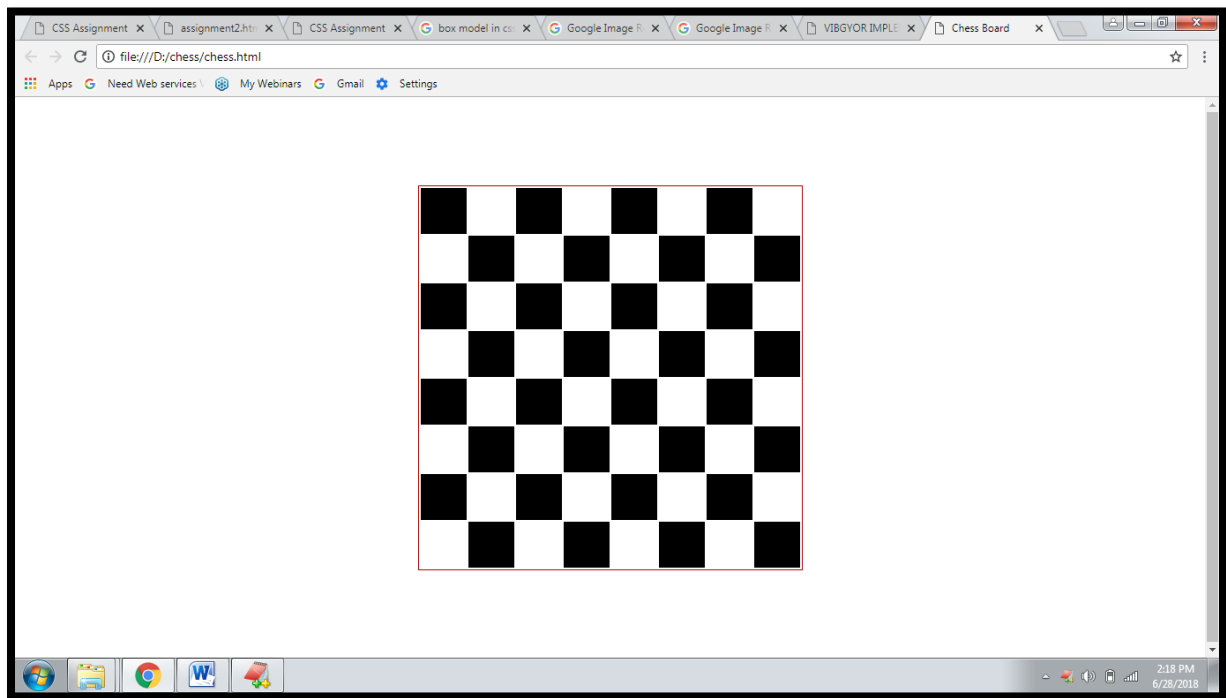 CSS Assignment assignment2.htm CSS Assignment box model in css Google Image R Google Image R VIBGYOR IMPLE Chess Board
file:///D:/chess/chess.html
Apps Need Web services \ My Webinars Gmail Settings
2:18 PM
6/28/2018